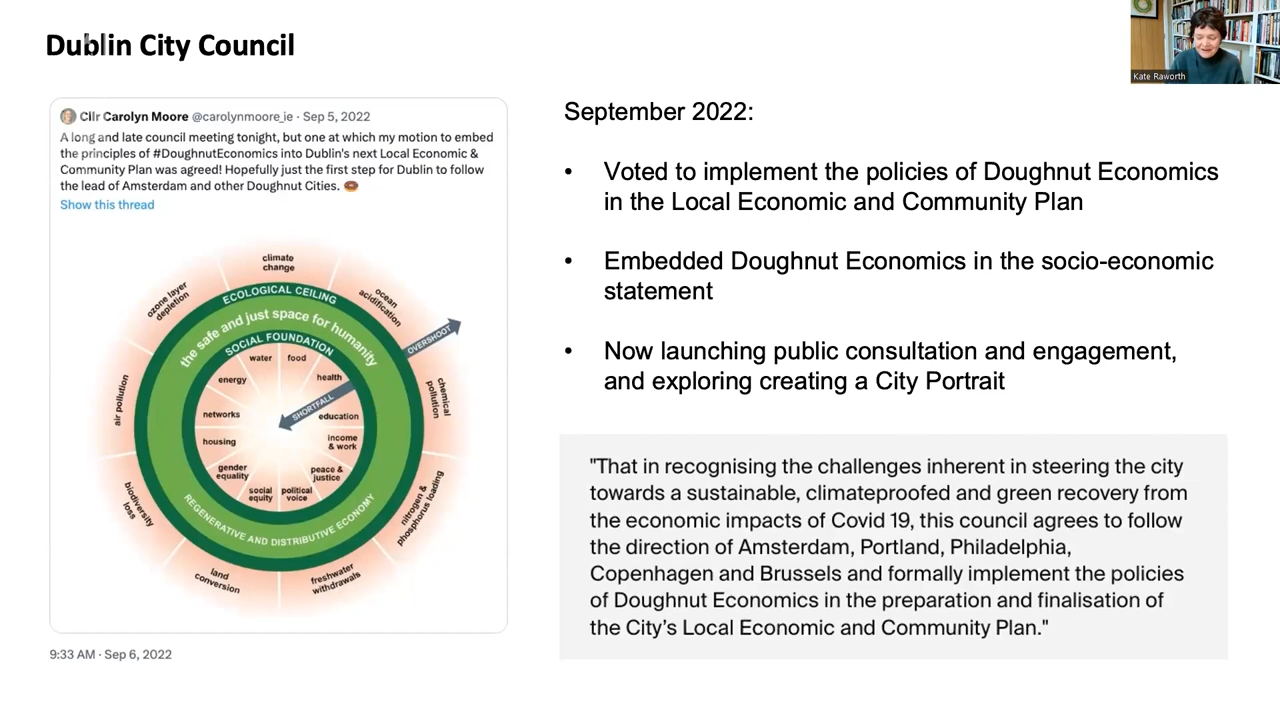 Dublin City Council
Kate Raworth
Cllr Carolyn Moore @carolynmoore_ie · Sep 5, 2022
A long and late council meeting tonight, but one at which my motion to embed
the principles of #DoughnutEconomics into Dublin's next Local Economic &
Community Plan was agreed! Hopefully just the first step for Dublin to follow
the lead of Amsterdam and other Doughnut Cities. 🍩
Show this thread
climate
change
ocean
acidification
chemical
pollution
nitrogen &
phosphorus loading
freshwater
withdrawals
land
conversion
biodiversity
loss
air pollution
ozone layer
depletion
ECOLOGICAL CEILING
the safe and just space for humanity
SOCIAL FOUNDATION
OVERSHOOT
SHORTFALL
water
food
health
education
income
& work
peace &
justice
political
voice
social
equity
gender
equality
housing
networks
energy
REGENERATIVE AND DISTRIBUTIVE ECONOMY
9:33 AM · Sep 6, 2022
September 2022:
• Voted to implement the policies of Doughnut Economics
in the Local Economic and Community Plan
• Embedded Doughnut Economics in the socio-economic
statement
• Now launching public consultation and engagement,
and exploring creating a City Portrait
"That in recognising the challenges inherent in steering the city
towards a sustainable, climateproofed and green recovery from
the economic impacts of Covid 19, this council agrees to follow
the direction of Amsterdam, Portland, Philadelphia,
Copenhagen and Brussels and formally implement the policies
of Doughnut Economics in the preparation and finalisation of
the City's Local Economic and Community Plan."